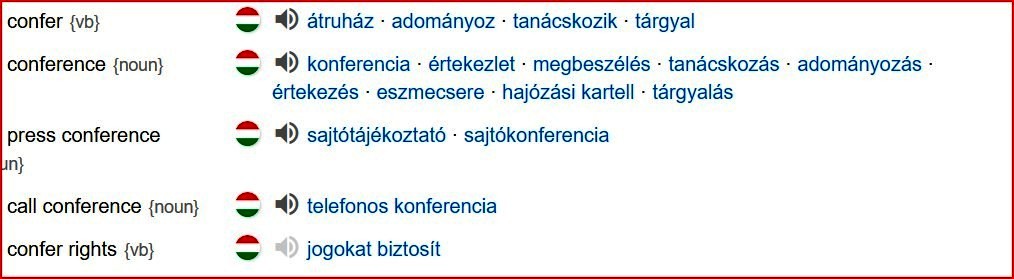 confer {vb} átruház · adományoz · tanácskozik · tárgyal
conference {noun} konferencia · értekezlet · megbeszélés · tanácskozás · adományozás ·
értekezés · eszmecsere · hajózási kartell · tárgyalás
press conference sajtótájékoztató · sajtókonferencia
un}
call conference {noun} telefonos konferencia
confer rights {vb} jogokat biztosít